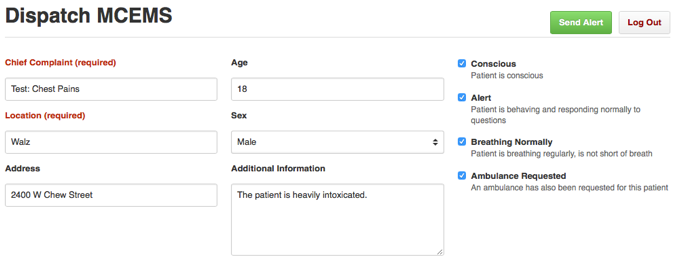 Dispatch MCEMS
Send Alert
Log Out
Chief Complaint (required)
Test: Chest Pains
Location (required)
Walz
Address
2400 W Chew Street
Age
18
Sex
Male
Additional Information
The patient is heavily intoxicated.
Conscious
Patient is conscious
Alert
Patient is behaving and responding normally to
questions
Breathing Normally
Patient is breathing regularly, is not short of breath
Ambulance Requested
An ambulance has also been requested for this patient